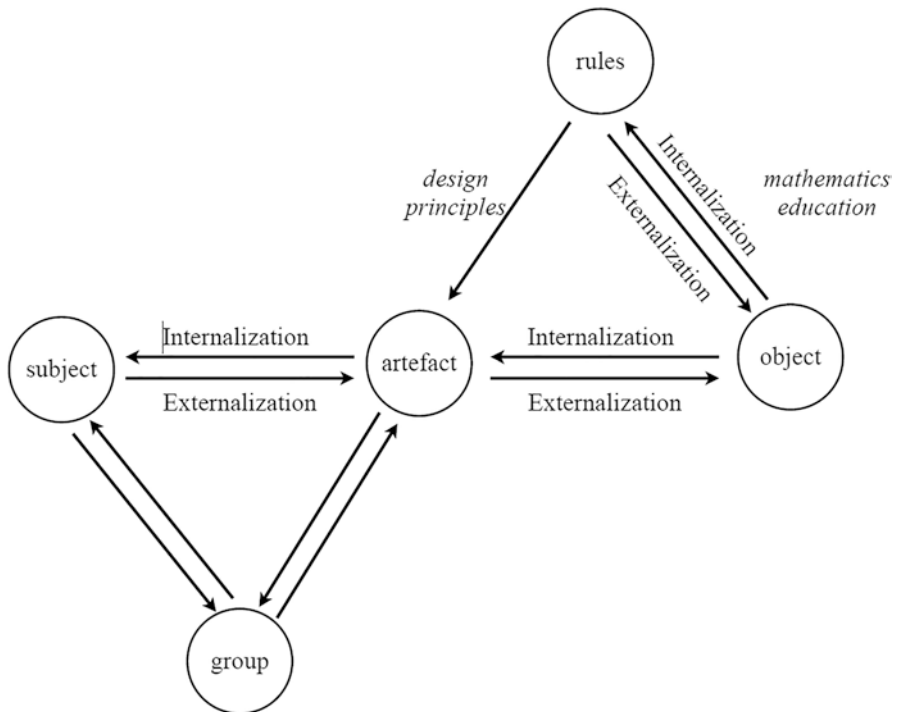 rules
design
principles
Internalization
Externalization
mathematics
education
subject
Internalization
Externalization
artefact
Internalization
Externalization
object
group